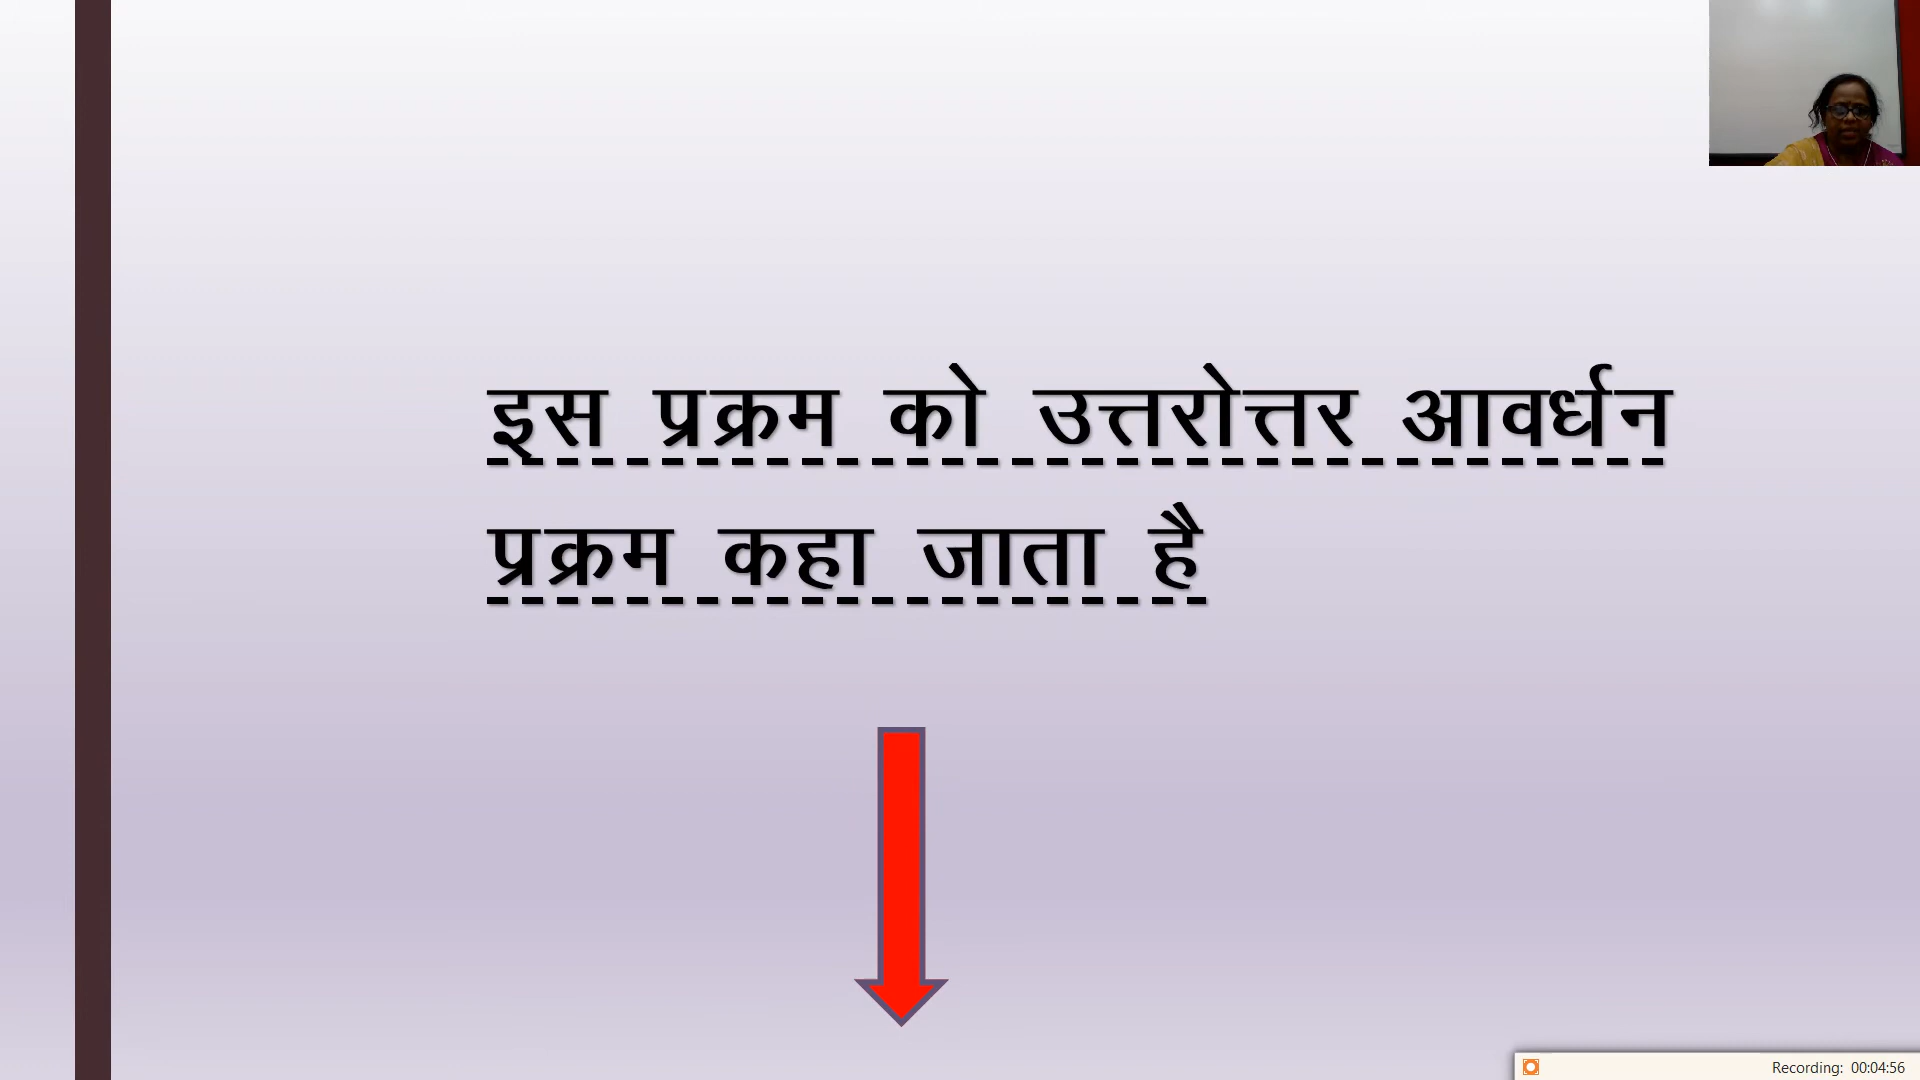 इस प्रक्रम को उत्तरोत्तर आवर्धन
प्रक्रम कहा जाता है
Recording: 00:04:56